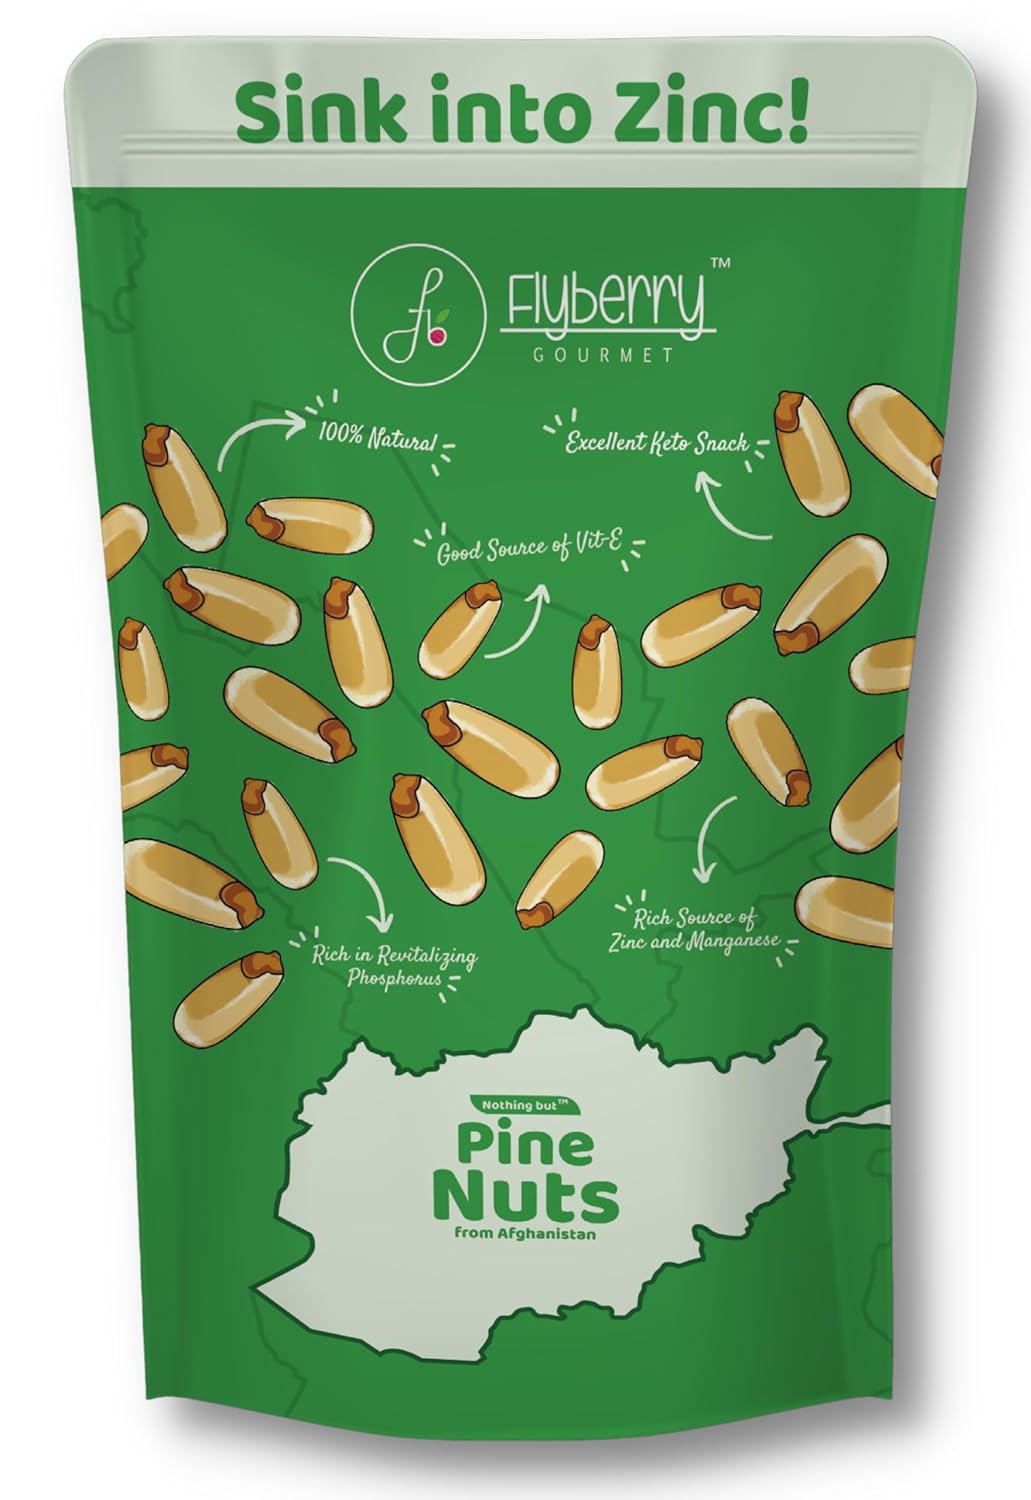 Sink into Zinc!
Flyberry™
GOURMET
100% Natural
Excellent Keto Snack
Good Source of Vit-E
Rich in Revitalizing
Phosphorus
Rich Source of
Zinc and Manganese
Nothing but™
Pine
Nuts
from Afghanistan